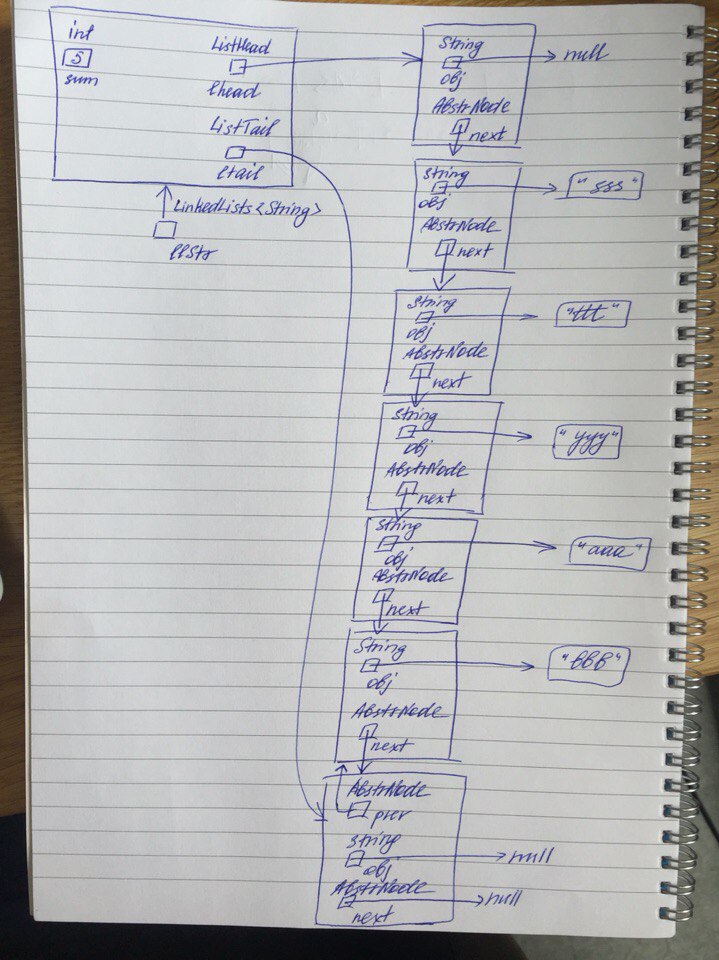 int
5
sum
ListHead
lhead
ListTail
ltail
LinkedLists<String>
llStr
String
null
obj
AbstrNode
next
String
"sss"
obj
AbstrNode
next
String
"ttt"
obj
AbstrNode
next
String
"yyy"
obj
AbstrNode
next
String
"aaa"
obj
AbstrNode
next
String
"bbb"
obj
AbstrNode
next
AbstrNode
prev
String
null
obj
AbstrNode
null
next